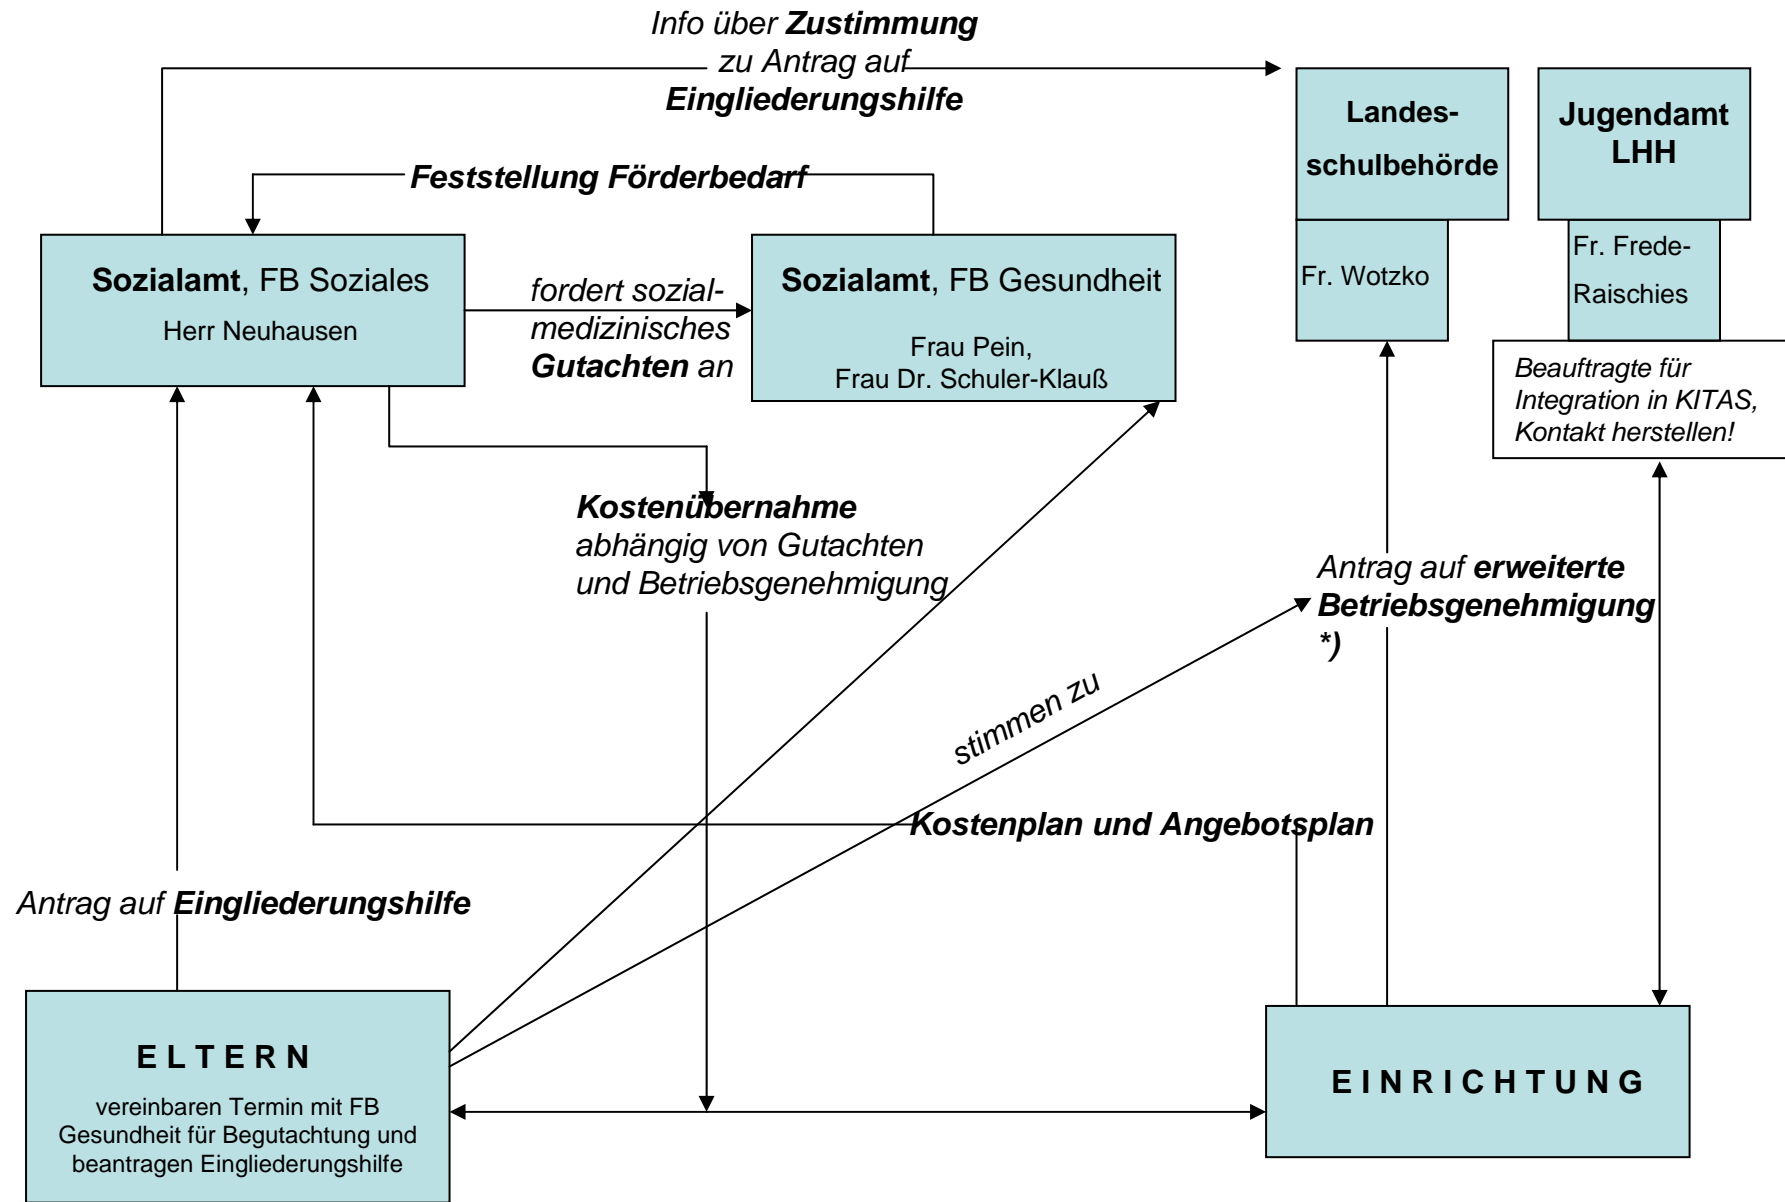 Info über Zustimmung
zu Antrag auf
Eingliederungshilfe
Landes-
schulbehörde
Fr. Wotzko
Jugendamt
LHH
Fr. Frede-
Raischies
Beauftragte für
Integration in KITAS,
Kontakt herstellen!
Feststellung Förderbedarf
Sozialamt, FB Soziales
Herr Neuhausen
fordert sozial-
medizinisches
Gutachten an
Sozialamt, FB Gesundheit
Frau Pein,
Frau Dr. Schuler-Klauß
Kostenübernahme
abhängig von Gutachten
und Betriebsgenehmigung
Antrag auf erweiterte
Betriebsgenehmigung
*)
stimmen zu
Kostenplan und Angebotsplan
Antrag auf Eingliederungshilfe
E L T E R N
vereinbaren Termin mit FB
Gesundheit für Begutachtung und
beantragen Eingliederungshilfe
E I N R I C H T U N G